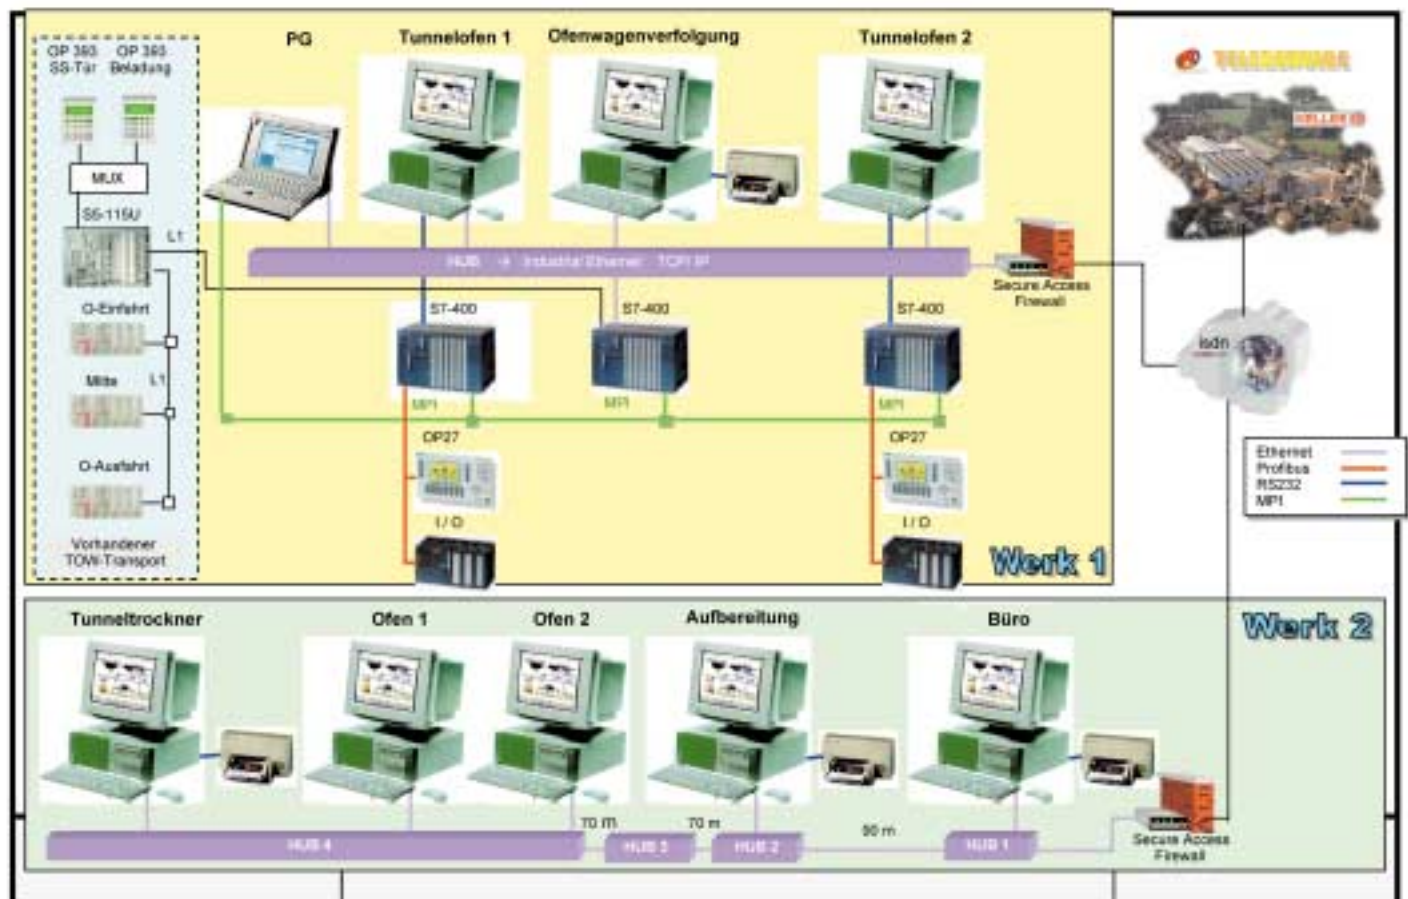 PG
Tunnelofen 1
Ofenwagenverfolgung
Tunnelofen 2
OP 393
SS-Tür
OP 393
Beladung
MUX
S5-115U
L1
O-Einfahrt
Mitte
L1
O-Ausfahrt
Vorhandener
TOW-Transport
HUB → Industrial Ethernet TCP/ IP
Secure Access
Firewall
S7-400
S7-400
S7-400
MPI
MPI
MPI
OP27
OP27
I / O
I / O
Werk 1
KELLER
isdn
Ethernet
Profibus
RS232
MPI
Werk 2
Tunneltrockner
Ofen 1
Ofen 2
Aufbereitung
Büro
70 m
70 m
90 m
HUB 4
HUB 3
HUB 2
HUB 1
Secure Access
Firewall